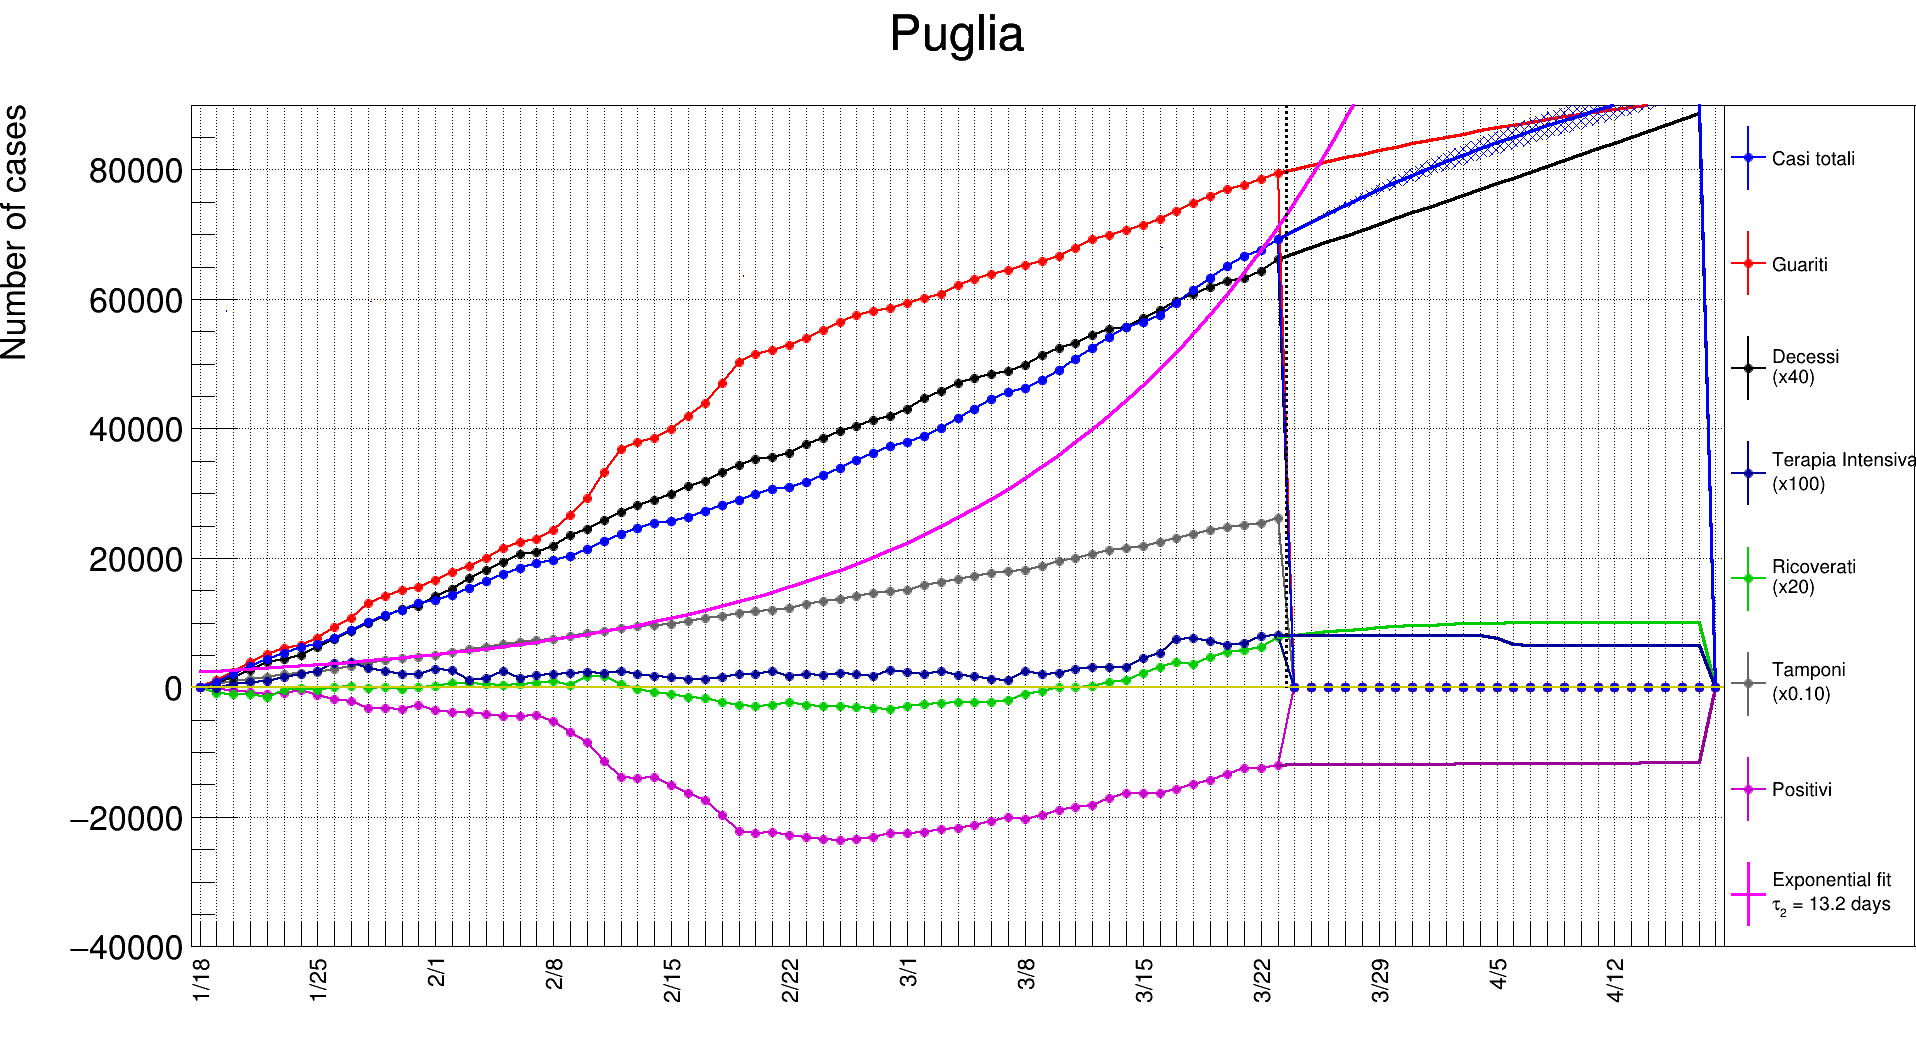 Puglia
Number of cases
80000
60000
40000
20000
0
−20000
−40000
1/18
1/25
2/1
2/8
2/15
2/22
3/1
3/8
3/15
3/22
3/29
4/5
4/12
Casi totali
Guariti
Decessi
(x40)
Terapia Intensiva
(x100)
Ricoverati
(x20)
Tamponi
(x0.10)
Positivi
Exponential fit
τ2 = 13.2 days